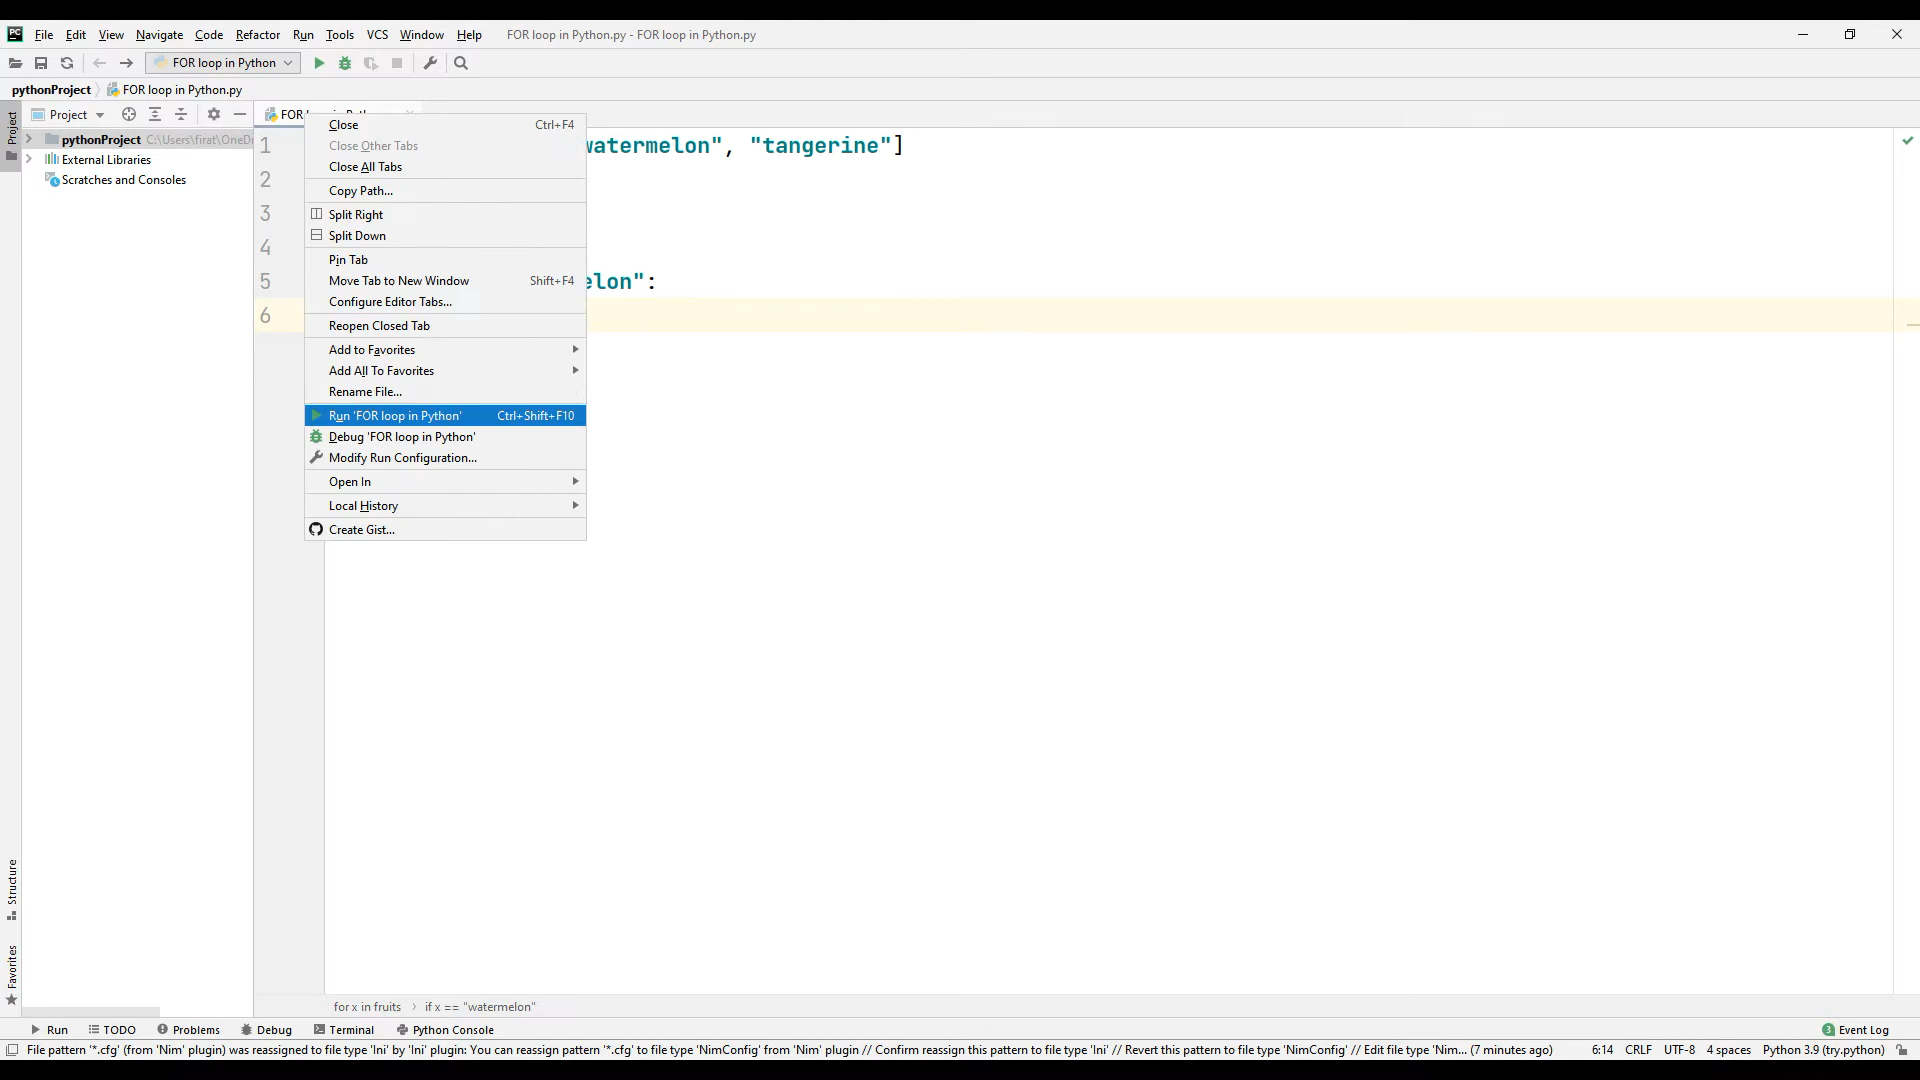 PC File Edit View Navigate Code Refactor Run Tools VCS Window Help FOR loop in Python.py - FOR loop in Python.py
FOR loop in Python
pythonProject FOR loop in Python.py
Project
FOR
pythonProject C:\Users\firat\OneD
External Libraries
Scratches and Consoles
Project
Structure
Favorites
1 watermelon", "tangerine"]
2
3
4
5 elon":
6
Close Ctrl+F4
Close Other Tabs
Close All Tabs
Copy Path...
Split Right
Split Down
Pin Tab
Move Tab to New Window Shift+F4
Configure Editor Tabs...
Reopen Closed Tab
Add to Favorites
Add All To Favorites
Rename File...
Run 'FOR loop in Python' Ctrl+Shift+F10
Debug 'FOR loop in Python'
Modify Run Configuration...
Open In
Local History
Create Gist...
for x in fruits › if x == "watermelon"
Run TODO Problems Debug Terminal Python Console 3 Event Log
File pattern '*.cfg' (from 'Nim' plugin) was reassigned to file type 'Ini' by 'Ini' plugin: You can reassign pattern '*.cfg' to file type 'NimConfig' from 'Nim' plugin // Confirm reassign this pattern to file type 'Ini' // Revert this pattern to file type 'NimConfig' // Edit file type 'Nim... (7 minutes ago) 6:14 CRLF UTF-8 4 spaces Python 3.9 (try.python)